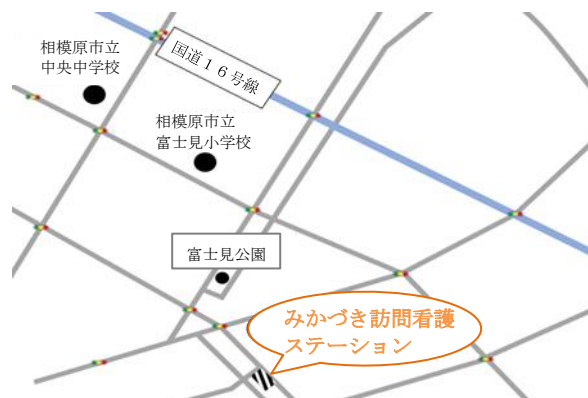 相模原市立
中央中学校
国道16号線
相模原市立
富士見小学校
富士見公園
みかづき訪問看護
ステーション